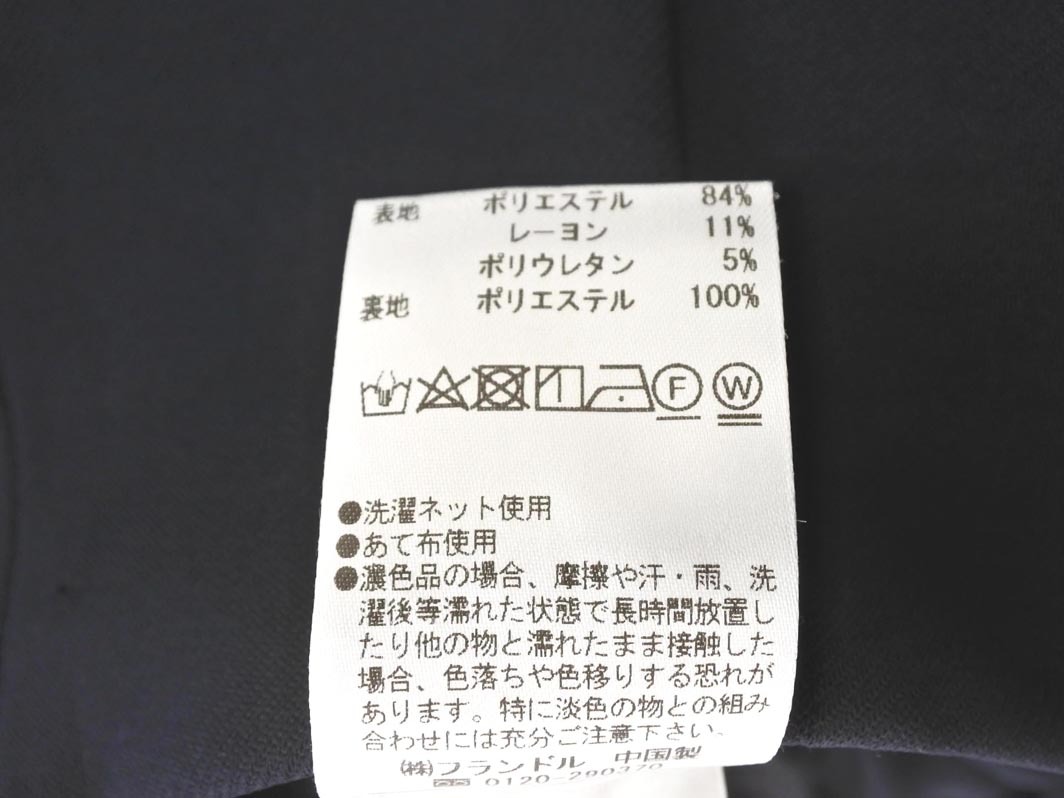 表地 ポリエステル 84%
レーヨン 11%
ポリウレタン 5%
裏地 ポリエステル 100%
F W
●洗濯ネット使用
●あて布使用
●濃色品の場合、摩擦や汗・雨、洗
濯後等濡れた状態で長時間放置し
たり他の物と濡れたまま接触した
場合、色落ちや色移りする恐れが
あります。特に淡色の物との組み
合わせには充分ご注意下さい。
㈱フランドル 中国製
0120-290370